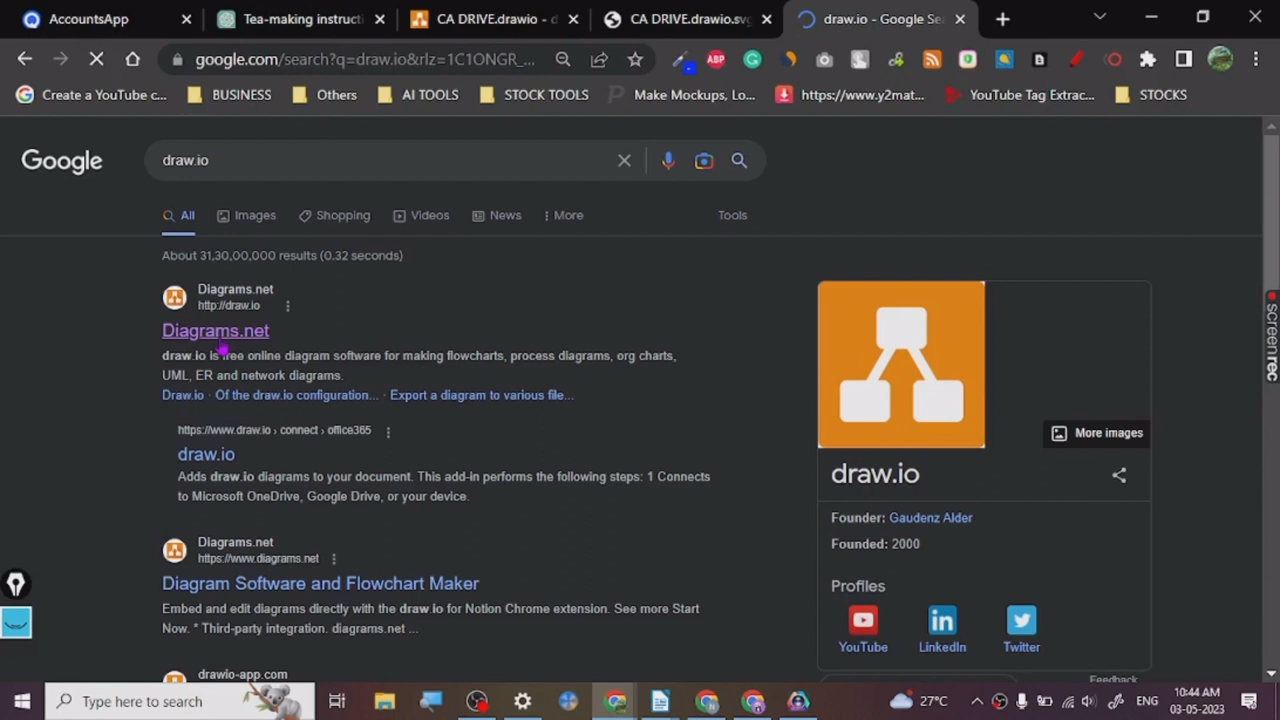 AccountsApp
Tea-making instructi
CA DRIVE.drawio - d
CA DRIVE.drawio.sv
draw.io - Google Sea
google.com/search?q=draw.io&rlz=1C1ONGR_...
ABP
Create a YouTube c...
BUSINESS
Others
AI TOOLS
STOCK TOOLS
Make Mockups, Lo...
https://www.y2mat...
YouTube Tag Extrac...
STOCKS
Google
draw.io
All
Images
Shopping
Videos
News
More
Tools
About 31,30,00,000 results (0.32 seconds)
Diagrams.net
http://draw.io
Diagrams.net
draw.io is free online diagram software for making flowcharts, process diagrams, org charts,
UML, ER and network diagrams.
Draw.io · Of the draw.io configuration... · Export a diagram to various file...
https://www.draw.io › connect › office365
draw.io
Adds draw.io diagrams to your document. This add-in performs the following steps: 1 Connects
to Microsoft OneDrive, Google Drive, or your device.
Diagrams.net
https://www.diagrams.net
Diagram Software and Flowchart Maker
Embed and edit diagrams directly with the draw.io for Notion Chrome extension. See more Start
Now. * Third-party integration. diagrams.net ...
drawio-app.com
More images
draw.io
Founder: Gaudenz Alder
Founded: 2000
Profiles
YouTube
LinkedIn
Twitter
Feedback
screenrec
Type here to search
27°C
ENG
10:44 AM
03-05-2023